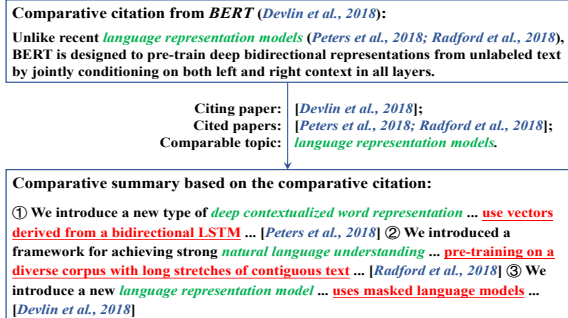 Comparative citation from BERT (Devlin et al., 2018):
Unlike recent language representation models (Peters et al., 2018; Radford et al., 2018),
BERT is designed to pre-train deep bidirectional representations from unlabeled text
by jointly conditioning on both left and right context in all layers.
Citing paper: [Devlin et al., 2018];
Cited papers: [Peters et al., 2018; Radford et al., 2018];
Comparable topic: language representation models.
Comparative summary based on the comparative citation:
① We introduce a new type of deep contextualized word representation ... use vectors
derived from a bidirectional LSTM ... [Peters et al., 2018] ② We introduced a
framework for achieving strong natural language understanding ... pre-training on a
diverse corpus with long stretches of contiguous text ... [Radford et al., 2018] ③ We
introduce a new language representation model ... uses masked language models ...
[Devlin et al., 2018]